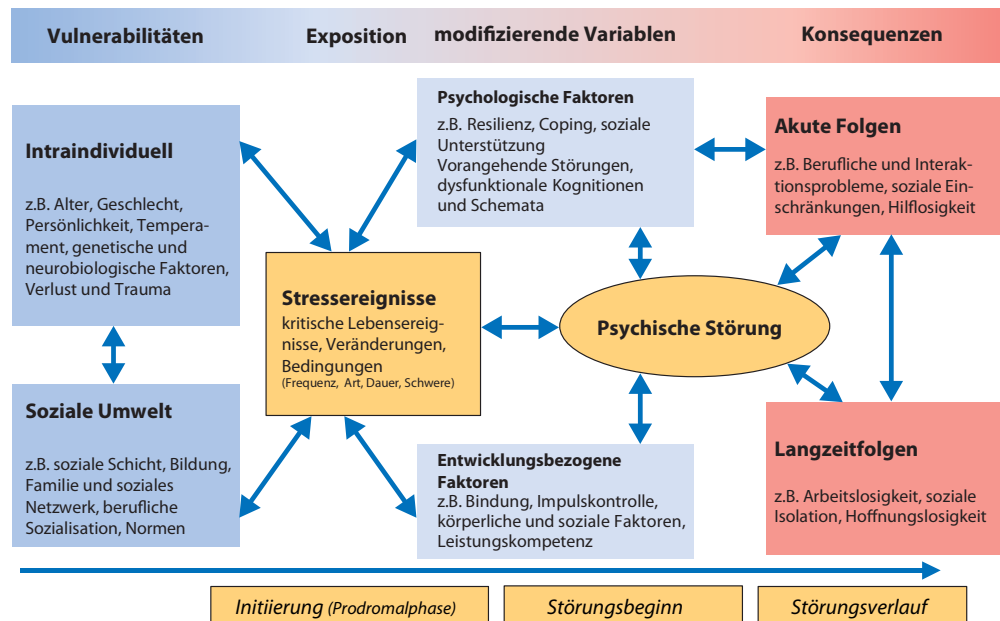 Vulnerabilitäten
Exposition
modifizierende Variablen
Konsequenzen
Intraindividuell
z.B. Alter, Geschlecht,
Persönlichkeit, Tempera-
ment, genetische und
neurobiologische Faktoren,
Verlust und Trauma
Soziale Umwelt
z.B. soziale Schicht, Bildung,
Familie und soziales
Netzwerk, berufliche
Sozialisation, Normen
Stressereignisse
kritische Lebensereig-
nisse, Veränderungen,
Bedingungen
(Frequenz, Art, Dauer, Schwere)
Psychologische Faktoren
z.B. Resilienz, Coping, soziale
Unterstützung
Vorangehende Störungen,
dysfunktionale Kognitionen
und Schemata
Psychische Störung
Entwicklungsbezogene
Faktoren
z.B. Bindung, Impulskontrolle,
körperliche und soziale Faktoren,
Leistungskompetenz
Akute Folgen
z.B. Berufliche und Interak-
tionsprobleme, soziale Ein-
schränkungen, Hilflosigkeit
Langzeitfolgen
z.B. Arbeitslosigkeit, soziale
Isolation, Hoffnungslosigkeit
Initiierung (Prodromalphase)
Störungsbeginn
Störungsverlauf